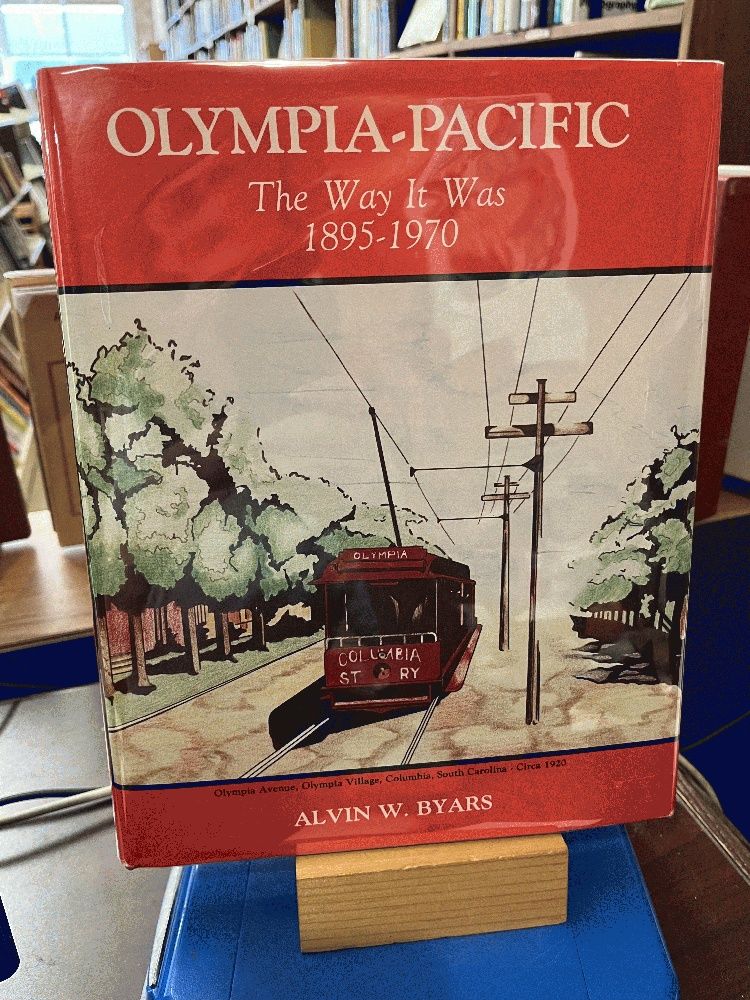 OLYMPIA-PACIFIC
The Way It Was
1895-1970
OLYMPIA
COLUMBIA
ST RY
Olympia Avenue, Olympia Village, Columbia, South Carolina - Circa 1920
ALVIN W. BYARS